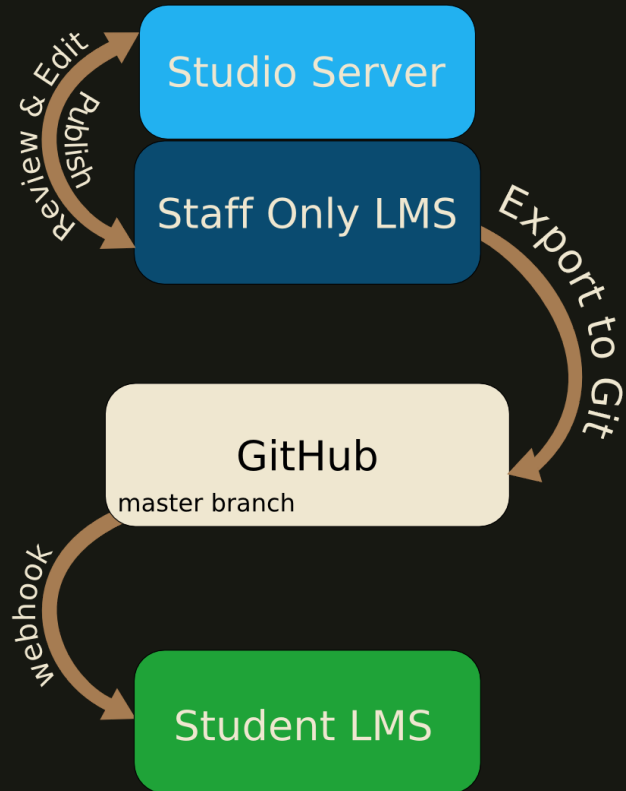 Studio Server
Review & Edit
Publish
Staff Only LMS
Export to Git
GitHub
master branch
webhook
Student LMS